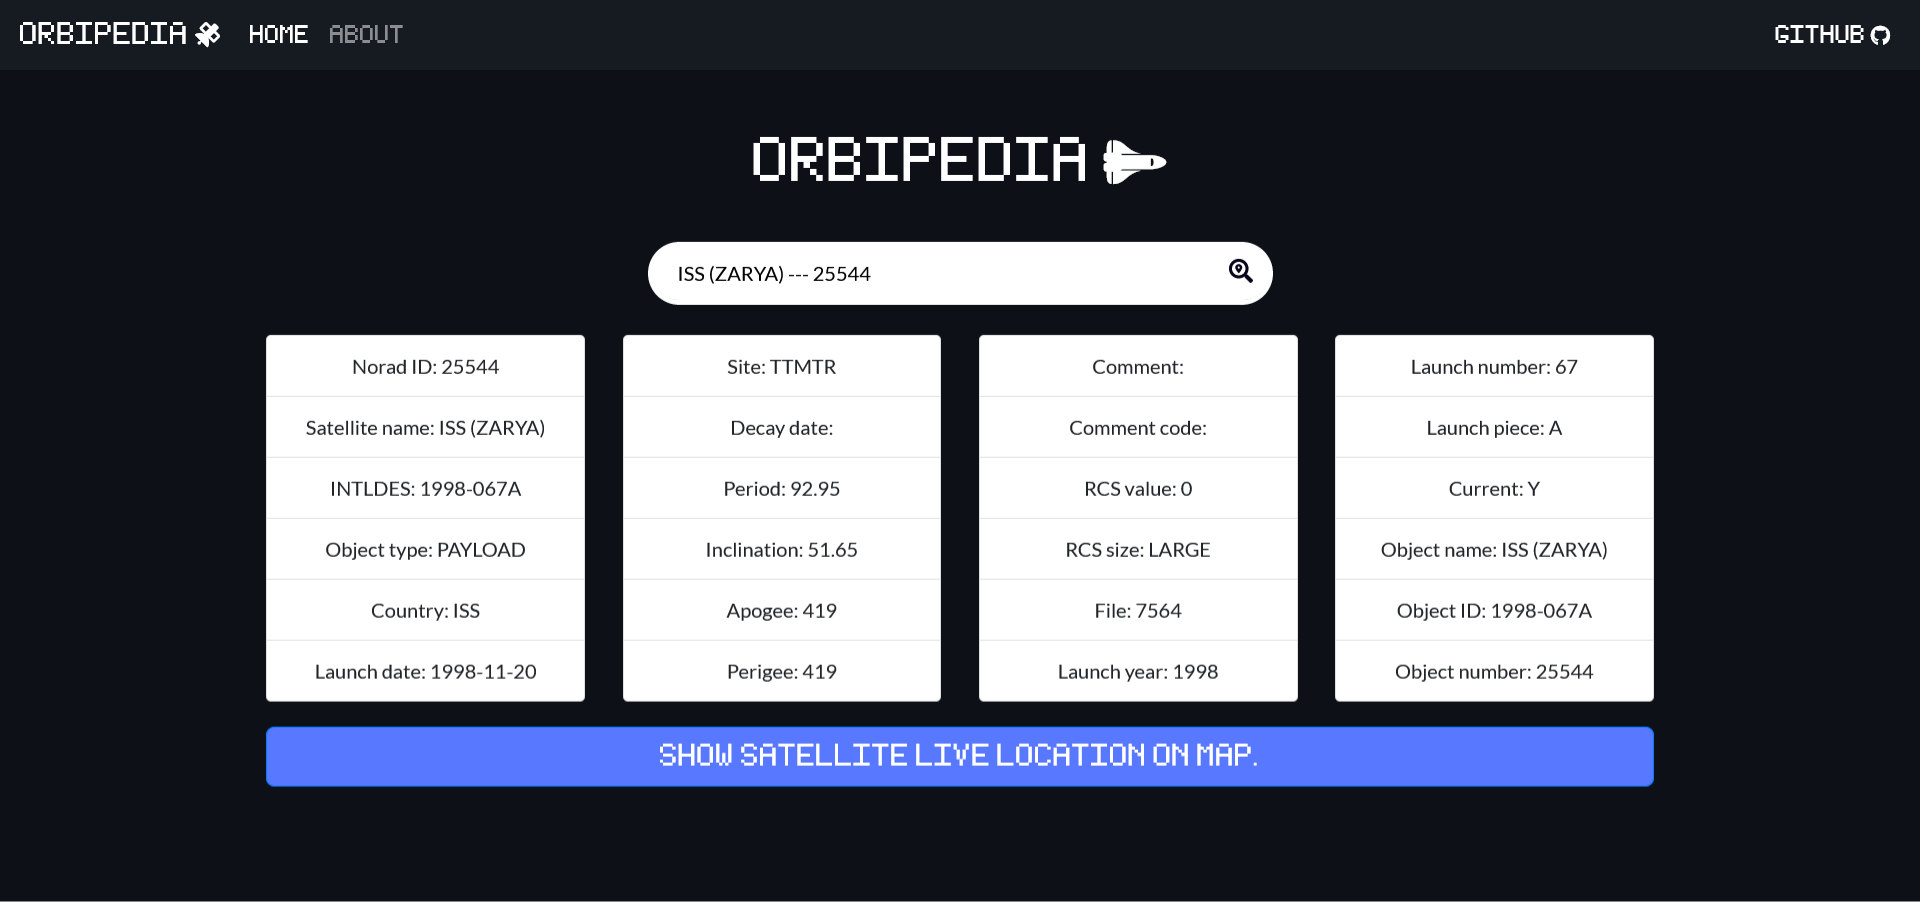 ORBIPEDIA
HOME
ABOUT
GITHUB
ORBIPEDIA
ISS (ZARYA) --- 25544
Norad ID: 25544
Satellite name: ISS (ZARYA)
INTLDES: 1998-067A
Object type: PAYLOAD
Country: ISS
Launch date: 1998-11-20
Site: TTMTR
Decay date:
Period: 92.95
Inclination: 51.65
Apogee: 419
Perigee: 419
Comment:
Comment code:
RCS value: 0
RCS size: LARGE
File: 7564
Launch year: 1998
Launch number: 67
Launch piece: A
Current: Y
Object name: ISS (ZARYA)
Object ID: 1998-067A
Object number: 25544
SHOW SATELLITE LIVE LOCATION ON MAP.